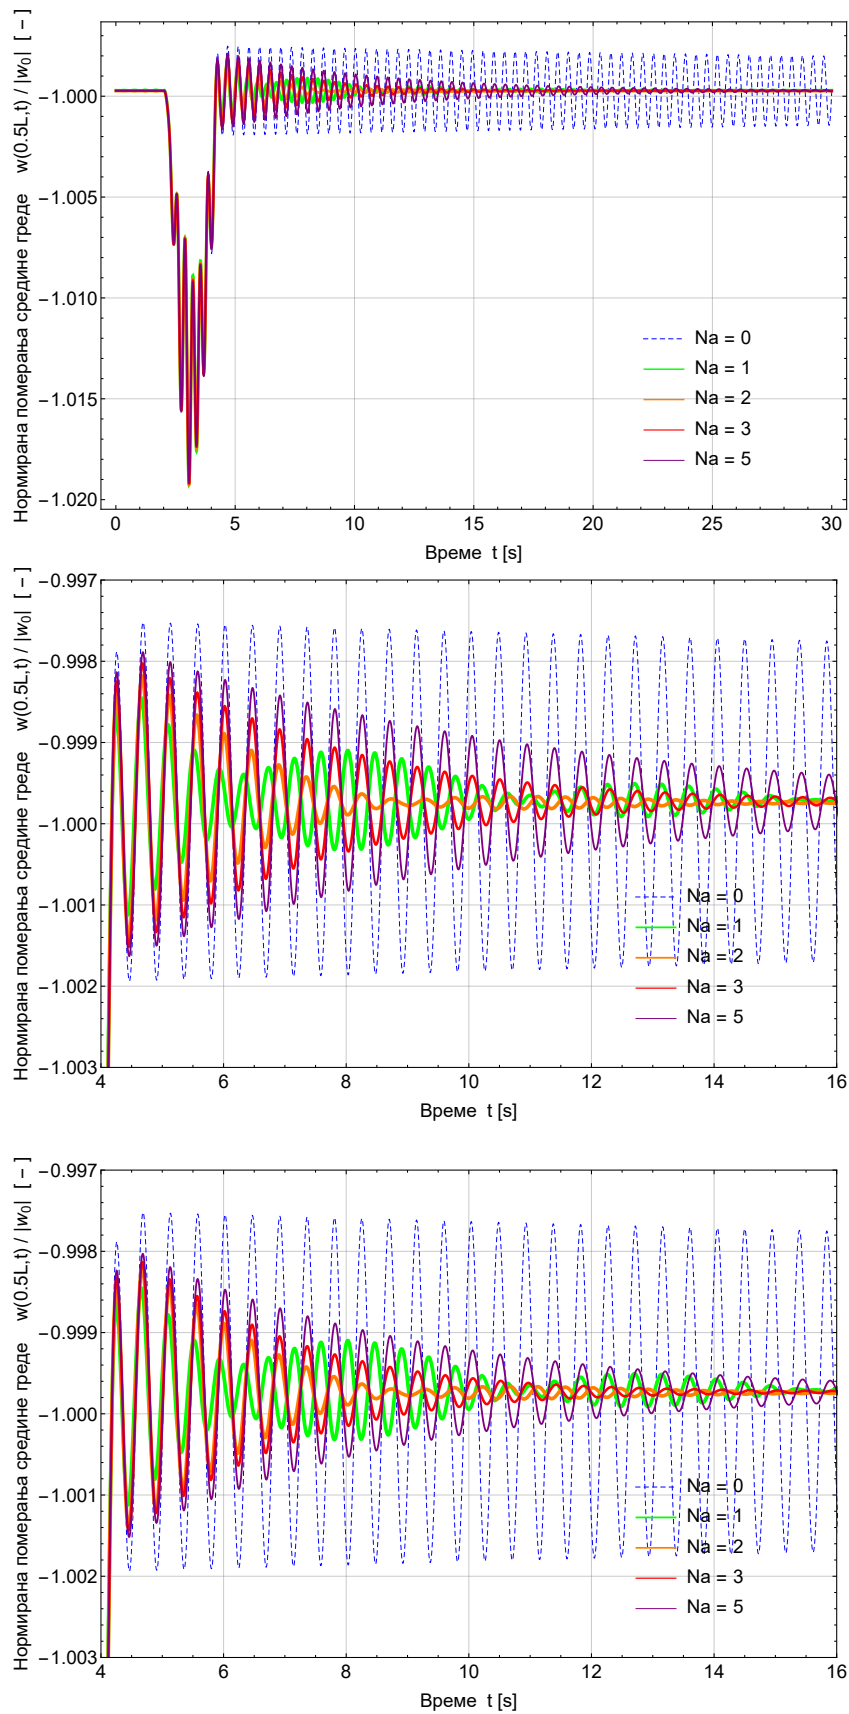 Нормирана померања средине греде w(0.5L,t) / |w₀| [ − ]
−1.000
−1.005
−1.010
−1.015
−1.020
Na = 0
Na = 1
Na = 2
Na = 3
Na = 5
0 5 10 15 20 25 30
Време t [s]
Нормирана померања средине греде w(0.5L,t) / |w₀| [ − ]
−0.997
−0.998
−0.999
−1.000
−1.001
−1.002
−1.003
Na = 0
Na = 1
Na = 2
Na = 3
Na = 5
4 6 8 10 12 14 16
Време t [s]
Нормирана померања средине греде w(0.5L,t) / |w₀| [ − ]
−0.997
−0.998
−0.999
−1.000
−1.001
−1.002
−1.003
Na = 0
Na = 1
Na = 2
Na = 3
Na = 5
4 6 8 10 12 14 16
Време t [s]